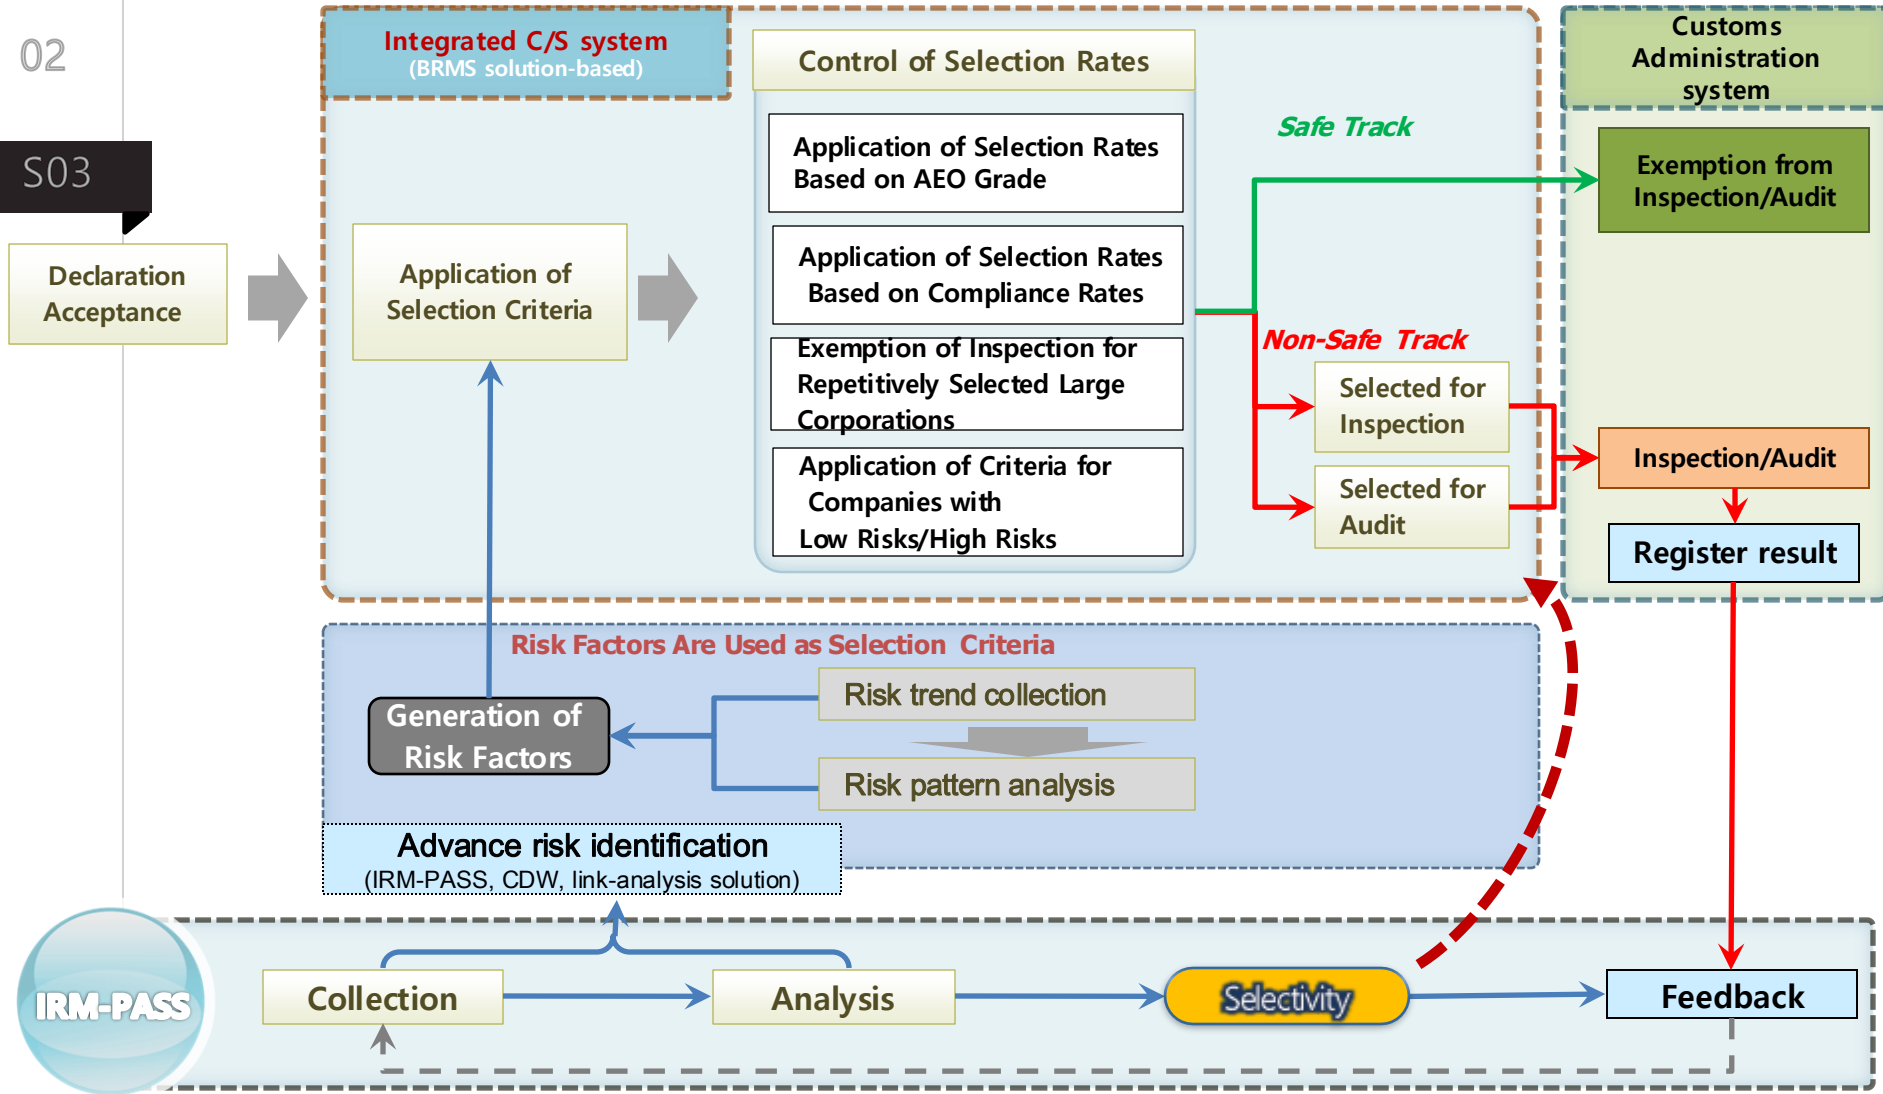 02
S03
Declaration
Acceptance
Integrated C/S system
(BRMS solution-based)
Application of
Selection Criteria
Control of Selection Rates
Application of Selection Rates
Based on AEO Grade
Application of Selection Rates
Based on Compliance Rates
Exemption of Inspection for
Repetitively Selected Large
Corporations
Application of Criteria for
Companies with
Low Risks/High Risks
Safe Track
Non-Safe Track
Selected for
Inspection
Selected for
Audit
Customs
Administration
system
Exemption from
Inspection/Audit
Inspection/Audit
Register result
Risk Factors Are Used as Selection Criteria
Generation of
Risk Factors
Risk trend collection
Risk pattern analysis
Advance risk identification
(IRM-PASS, CDW, link-analysis solution)
IRM-PASS
Collection
Analysis
Selectivity
Feedback